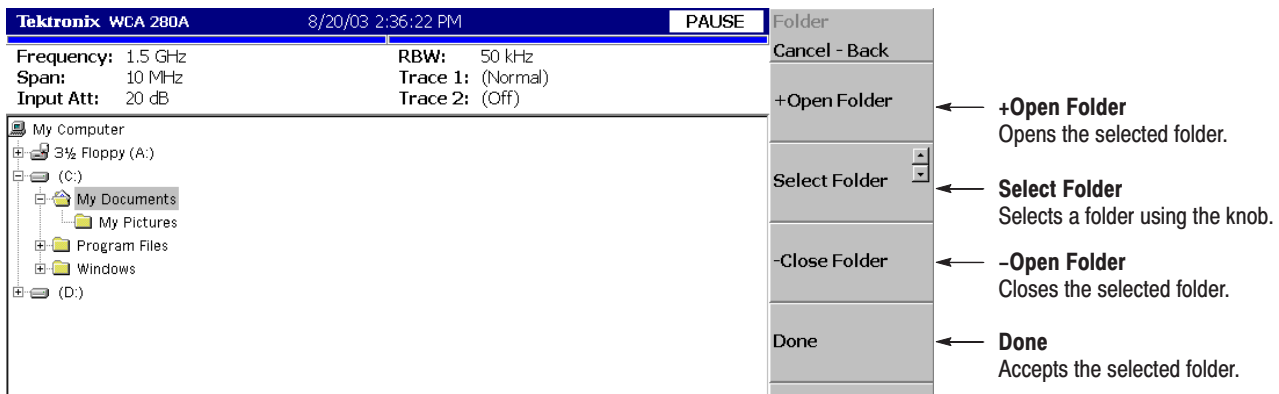 Tektronix WCA 280A 8/20/03 2:36:22 PM PAUSE
Frequency: 1.5 GHz RBW: 50 kHz
Span: 10 MHz Trace 1: (Normal)
Input Att: 20 dB Trace 2: (Off)
My Computer
3½ Floppy (A:)
(C:)
My Documents
My Pictures
Program Files
Windows
(D:)
Folder
Cancel - Back
+Open Folder
Select Folder
-Close Folder
Done
+Open Folder
Opens the selected folder.
Select Folder
Selects a folder using the knob.
–Open Folder
Closes the selected folder.
Done
Accepts the selected folder.